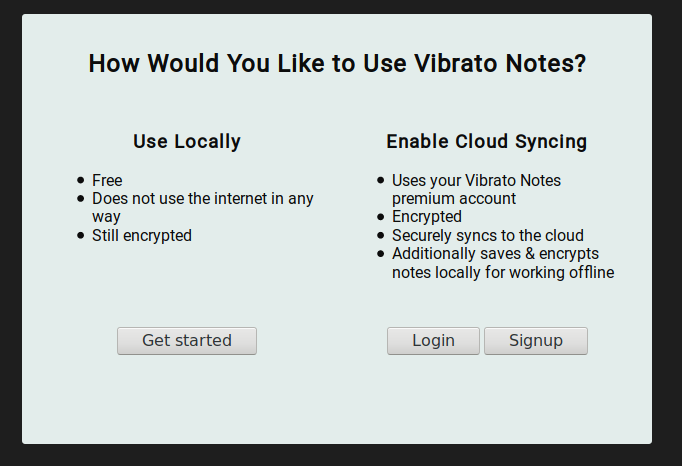 How Would You Like to Use Vibrato Notes?
Use Locally
Free
Does not use the internet in any
way
Still encrypted
Get started
Enable Cloud Syncing
Uses your Vibrato Notes
premium account
Encrypted
Securely syncs to the cloud
Additionally saves & encrypts
notes locally for working offline
Login
Signup